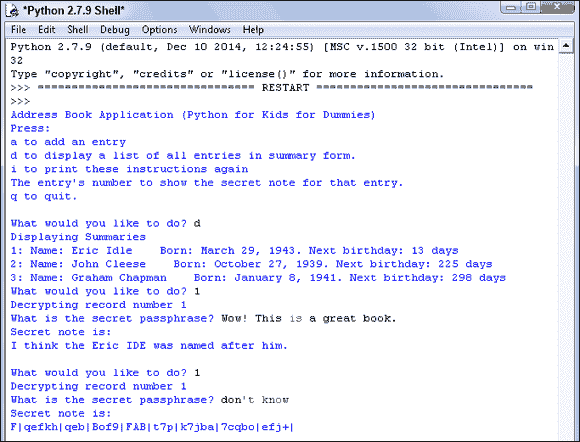 *Python 2.7.9 Shell*
File Edit Shell Debug Options Windows Help
Python 2.7.9 (default, Dec 10 2014, 12:24:55) [MSC v.1500 32 bit (Intel)] on win
32
Type "copyright", "credits" or "license()" for more information.
>>> ================================ RESTART ================================
>>>
Address Book Application (Python for Kids for Dummies)
Press:
a to add an entry
d to display a list of all entries in summary form.
i to print these instructions again
The entry's number to show the secret note for that entry.
q to quit.
What would you like to do? d
Displaying Summaries
1: Name: Eric Idle    Born: March 29, 1943. Next birthday: 13 days
2: Name: John Cleese    Born: October 27, 1939. Next birthday: 225 days
3: Name: Graham Chapman    Born: January 8, 1941. Next birthday: 298 days
What would you like to do? 1
Decrypting record number 1
What is the secret passphrase? Wow! This is a great book.
Secret note is:
I think the Eric IDE was named after him.
What would you like to do? 1
Decrypting record number 1
What is the secret passphrase? don't know
Secret note is:
F|qefkh|qeb|Bof9|FAB|t7p|k7jba|7cqbo|efj+|